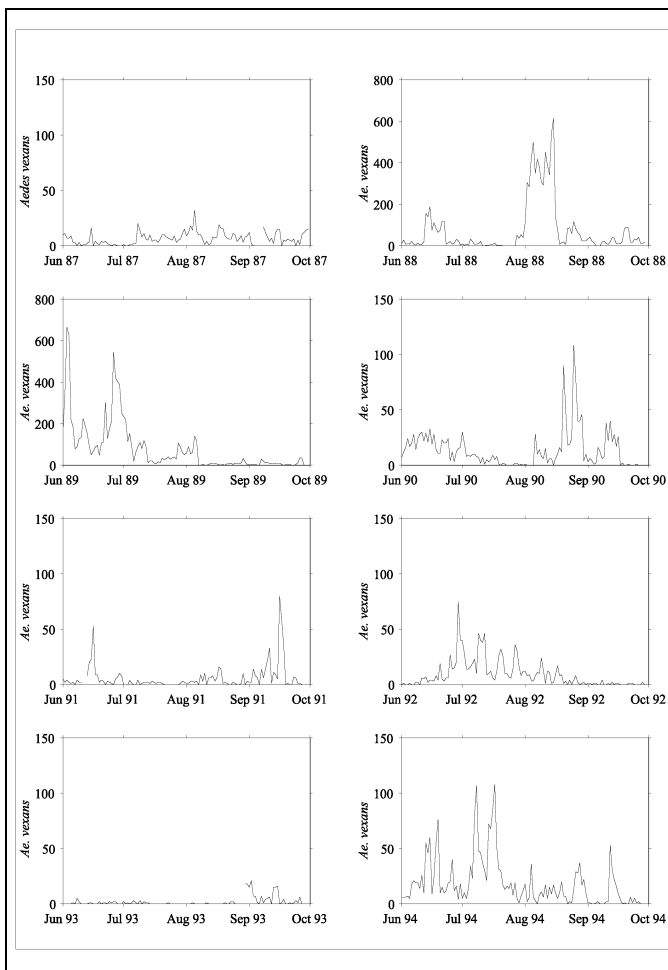 Aedes vexans
150
100
50
0
Jun 87 Jul 87 Aug 87 Sep 87 Oct 87
Ae. vexans
800
600
400
200
0
Jun 88 Jul 88 Aug 88 Sep 88 Oct 88
Ae. vexans
800
600
400
200
0
Jun 89 Jul 89 Aug 89 Sep 89 Oct 89
Ae. vexans
150
100
50
0
Jun 90 Jul 90 Aug 90 Sep 90 Oct 90
Ae. vexans
150
100
50
0
Jun 91 Jul 91 Aug 91 Sep 91 Oct 91
Ae. vexans
150
100
50
0
Jun 92 Jul 92 Aug 92 Sep 92 Oct 92
Ae. vexans
150
100
50
0
Jun 93 Jul 93 Aug 93 Sep 93 Oct 93
Ae. vexans
150
100
50
0
Jun 94 Jul 94 Aug 94 Sep 94 Oct 94